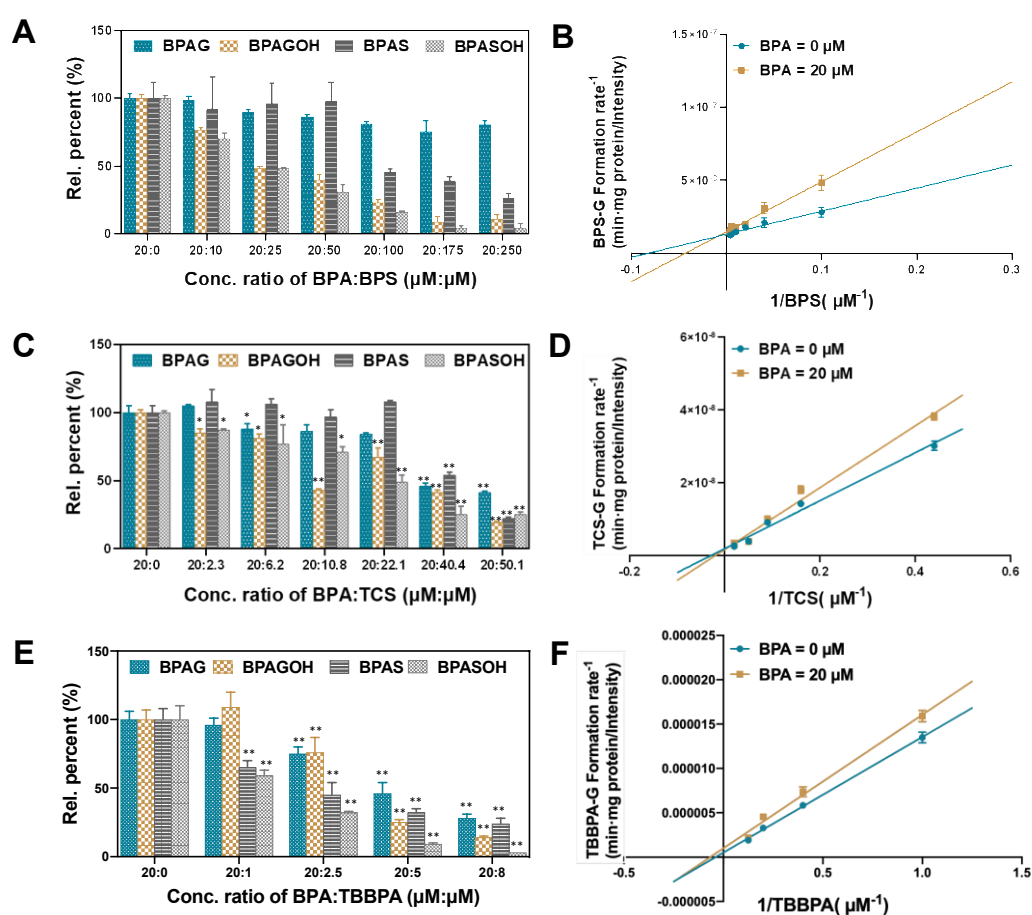 A
150
100
50
0
Rel. percent (%)
BPAG BPAGOH BPAS BPASOH
20:0 20:10 20:25 20:50 20:100 20:175 20:250
Conc. ratio of BPA:BPS (µM:µM)
B
BPS-G Formation rate-1
(min·mg protein/Intensity)
1.5×10-7
BPA = 0 µM
BPA = 20 µM
-0.1 0.0 0.1 0.2 0.3
1/BPS( µM-1)
C
150
100
50
0
Rel. percent (%)
BPAG BPAGOH BPAS BPASOH
* * * * * ** * ** ** ** ** ** ** ** ** ** **
20:0 20:2.3 20:6.2 20:10.8 20:22.1 20:40.4 20:50.1
Conc. ratio of BPA:TCS (µM:µM)
D
TCS-G Formation rate-1
(min·mg protein/Intensity)
6×10-8
4×10-8
2×10-8
BPA = 0 µM
BPA = 20 µM
-0.2 0.0 0.2 0.4 0.6
1/TCS( µM-1)
E
150
100
50
0
Rel. percent (%)
BPAG BPAGOH BPAS BPASOH
** ** ** ** ** ** ** ** ** ** ** ** ** **
20:0 20:1 20:2.5 20:5 20:8
Conc. ratio of BPA:TBBPA (µM:µM)
F
TBBPA-G Formation rate-1
(min·mg protein/Intensity)
0.000025
0.000020
0.000015
0.000010
0.000005
-0.000005
BPA = 0 µM
BPA = 20 µM
-0.5 0.0 0.5 1.0 1.5
1/TBBPA( µM-1)